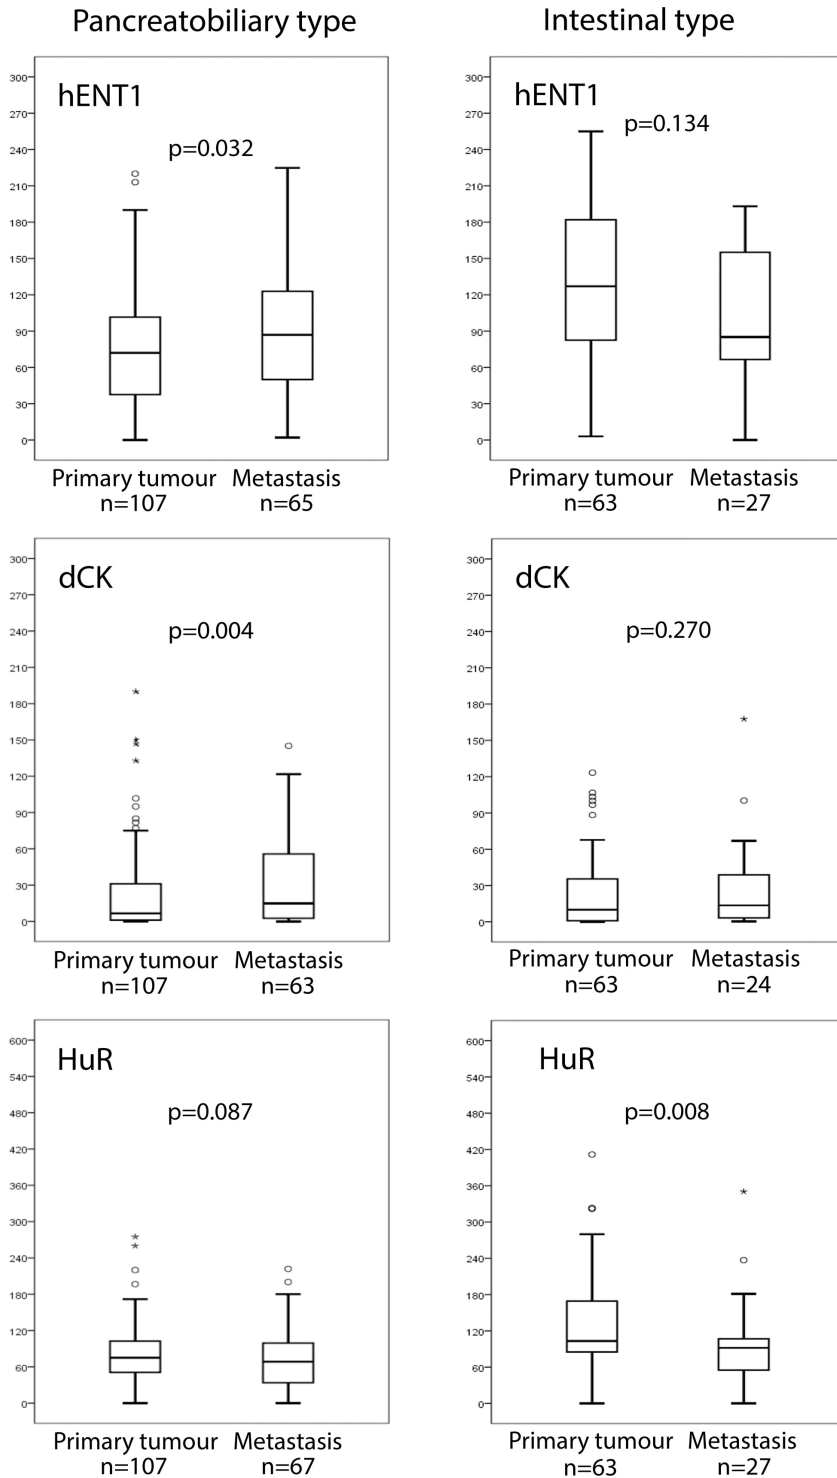 Pancreatobiliary type
Intestinal type
hENT1
p=0.032
300
270
240
210
180
150
120
90
60
30
0
Primary tumour Metastasis
n=107 n=65
hENT1
p=0.134
300
270
240
210
180
150
120
90
60
30
0
Primary tumour Metastasis
n=63 n=27
dCK
p=0.004
300
270
240
210
180
150
120
90
60
30
0
Primary tumour Metastasis
n=107 n=63
dCK
p=0.270
300
270
240
210
180
150
120
90
60
30
0
Primary tumour Metastasis
n=63 n=24
HuR
p=0.087
600
540
480
420
360
300
240
180
120
60
0
Primary tumour Metastasis
n=107 n=67
HuR
p=0.008
600
540
480
420
360
300
240
180
120
60
0
Primary tumour Metastasis
n=63 n=27